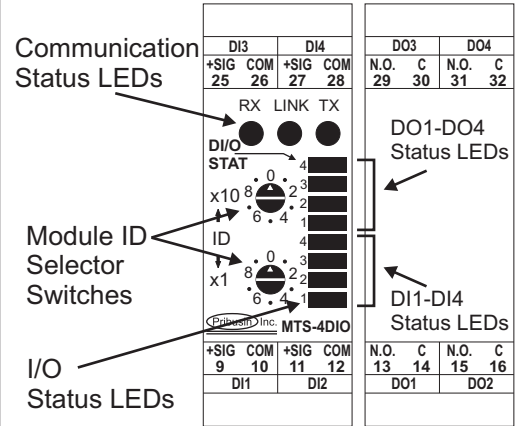 DI3 DI4 DO3 DO4
+SIG COM +SIG COM N.O. C N.O. C
25 26 27 28 29 30 31 32
Communication
Status LEDs
RX LINK TX
DI/O
STAT
4
3
2
1
4
3
2
1
x10
0
2
4
6
8
ID
x1
0
2
4
6
8
DO1-DO4
Status LEDs
Module ID
Selector
Switches
DI1-DI4
Status LEDs
Pribusin Inc. MTS-4DIO
I/O
Status LEDs
+SIG COM +SIG COM N.O. C N.O. C
9 10 11 12 13 14 15 16
DI1 DI2 DO1 DO2